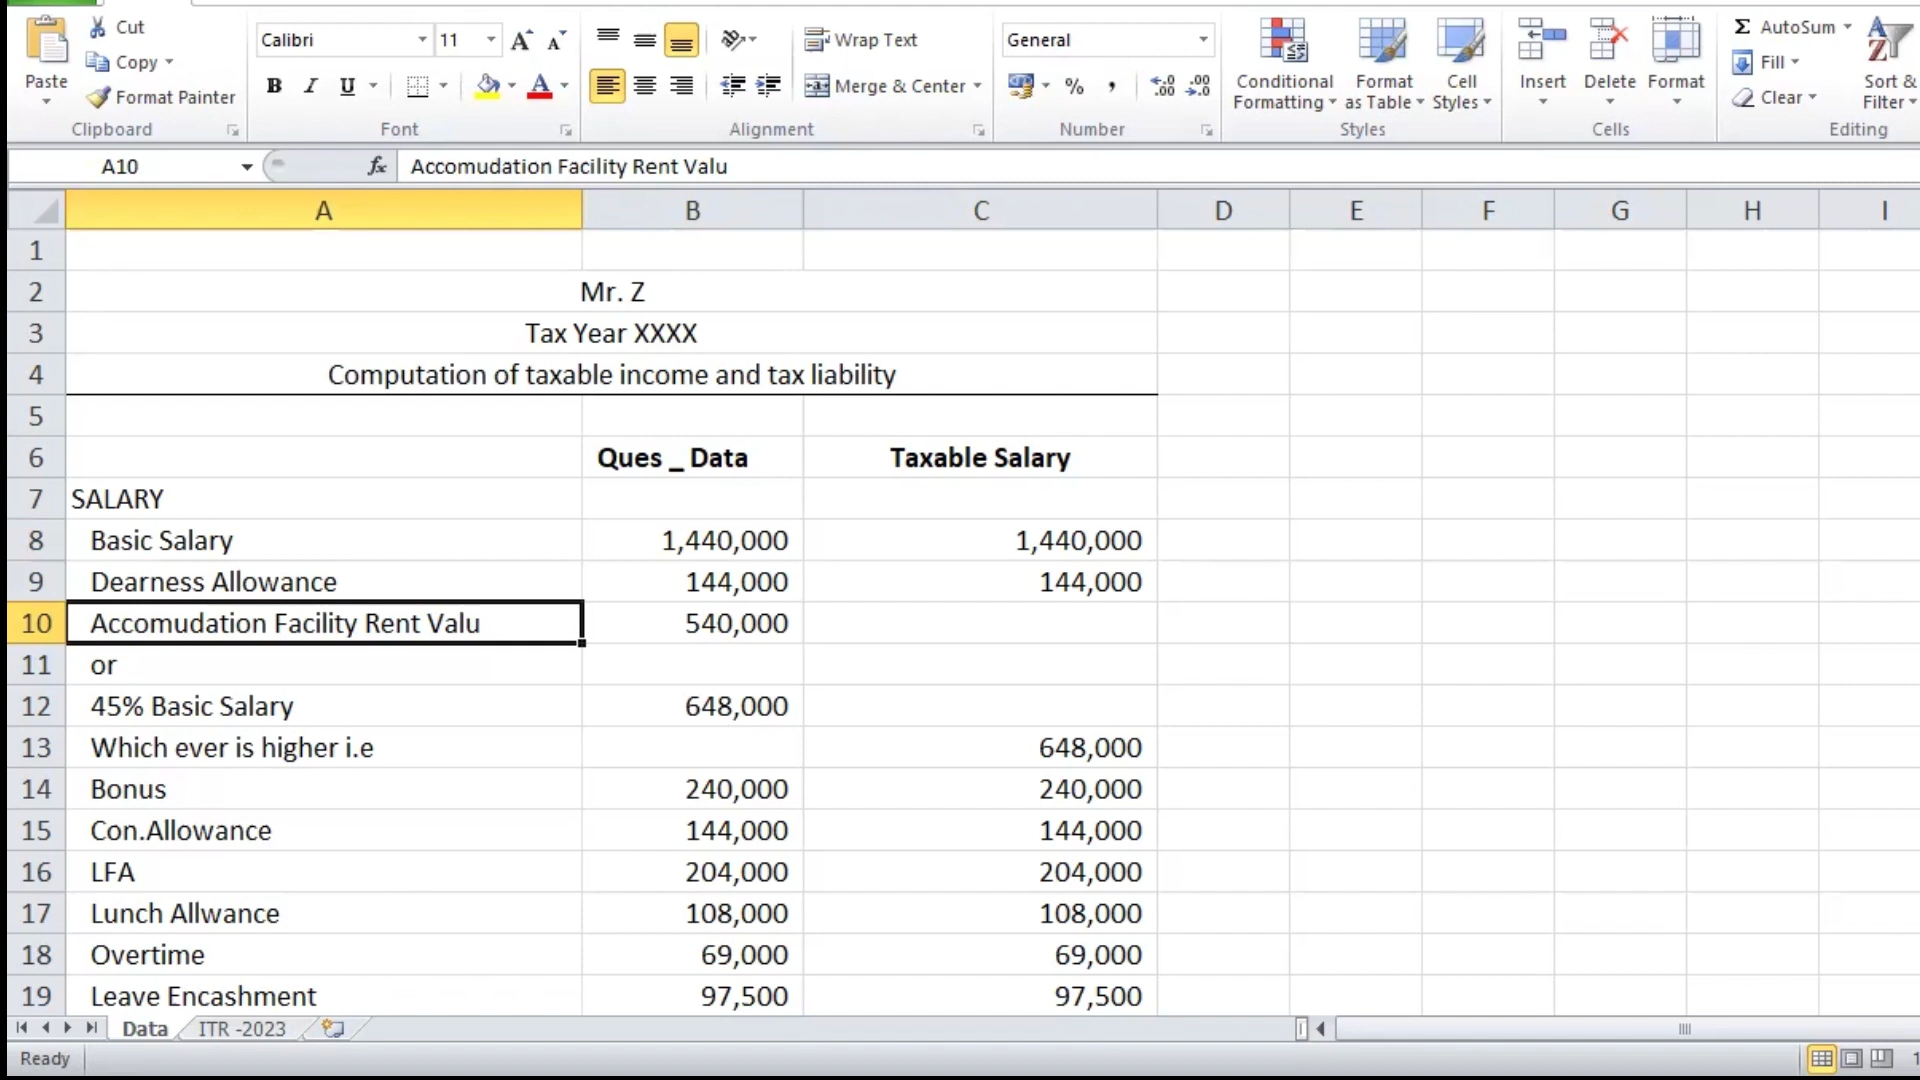 Cut
Calibri 11 Wrap Text General AutoSum
Copy Fill
Paste Conditional Format Cell Insert Delete Format Sort &
B I U Merge & Center % , Formatting as Table Styles Clear Filter
Format Painter
Clipboard Font Alignment Number Styles Cells Editing
A10 fx Accomudation Facility Rent Valu
A B C D E F G H I
1
2 Mr. Z
3 Tax Year XXXX
4 Computation of taxable income and tax liability
5
6 Ques _ Data Taxable Salary
7 SALARY
8 Basic Salary 1,440,000 1,440,000
9 Dearness Allowance 144,000 144,000
10 Accomudation Facility Rent Valu 540,000
11 or
12 45% Basic Salary 648,000
13 Which ever is higher i.e 648,000
14 Bonus 240,000 240,000
15 Con.Allowance 144,000 144,000
16 LFA 204,000 204,000
17 Lunch Allwance 108,000 108,000
18 Overtime 69,000 69,000
19 Leave Encashment 97,500 97,500
Data ITR -2023
Ready